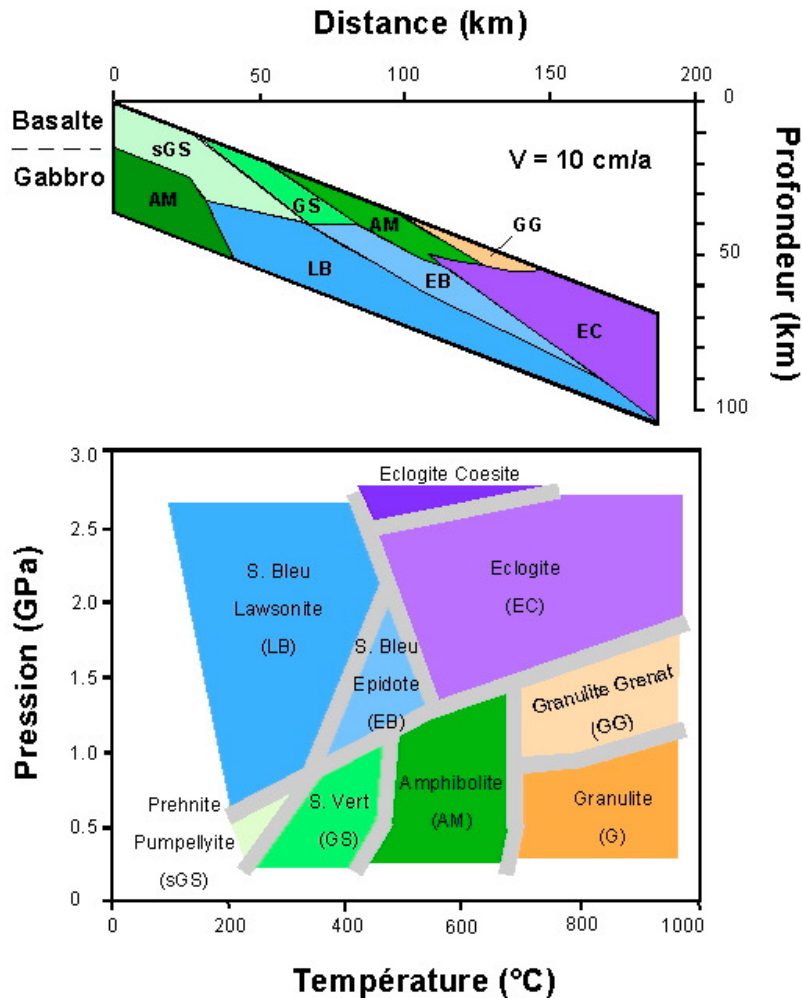 Distance (km)
0 50 100 150 200
Basalte
Gabbro
sGS
AM
GS
AM
GG
LB
EB
EC
V = 10 cm/a
0
50
100
Profondeur (km)
3.0
2.5
2.0
1.5
1.0
0.5
0
Pression (GPa)
Eclogite Coesite
S. Bleu
Lawsonite
(LB)
Eclogite
(EC)
S. Bleu
Epidote
(EB)
Granulite Grenat
(GG)
Prehnite
Pumpellyite
(sGS)
S. Vert
(GS)
Amphibolite
(AM)
Granulite
(G)
0 200 400 600 800 1000
Température (°C)